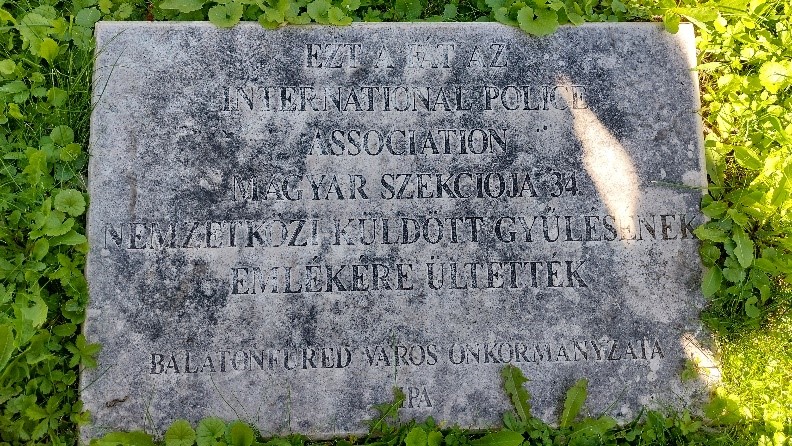 EZT A FÁT AZ
INTERNATIONAL POLICE
ASSOCIATION
MAGYAR SZEKCIÓJA 34
NEMZETKÖZI KÜLDÖTT GYŰLÉSÉNEK
EMLÉKÉRE ÜLTETTÉK
BALATONFÜRED VÁROS ÖNKORMÁNYZATA
IPA